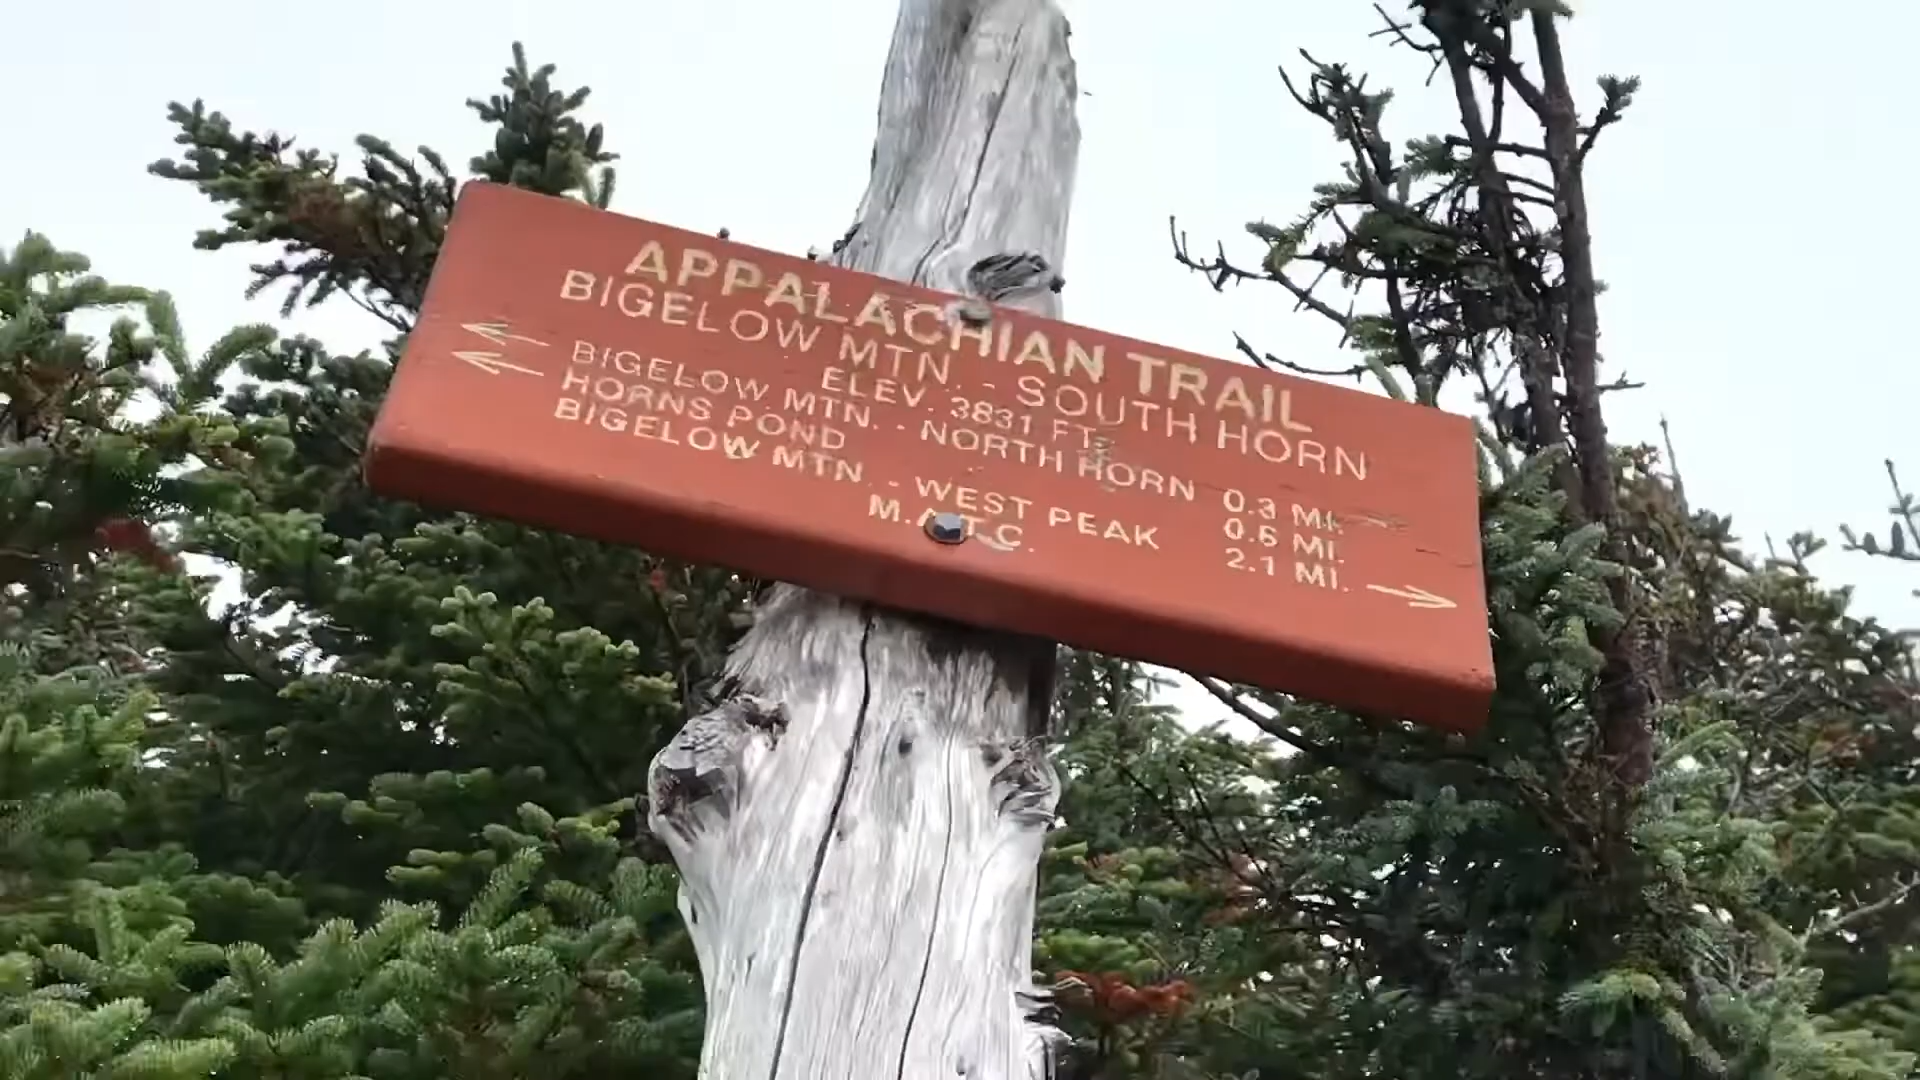 APPALACHIAN TRAIL
BIGELOW MTN. - SOUTH HORN
ELEV. 3831 FT.
BIGELOW MTN. - NORTH HORN 0.3 MI.
HORNS POND 0.6 MI.
BIGELOW MTN. - WEST PEAK 2.1 MI.
M.A.T.C.